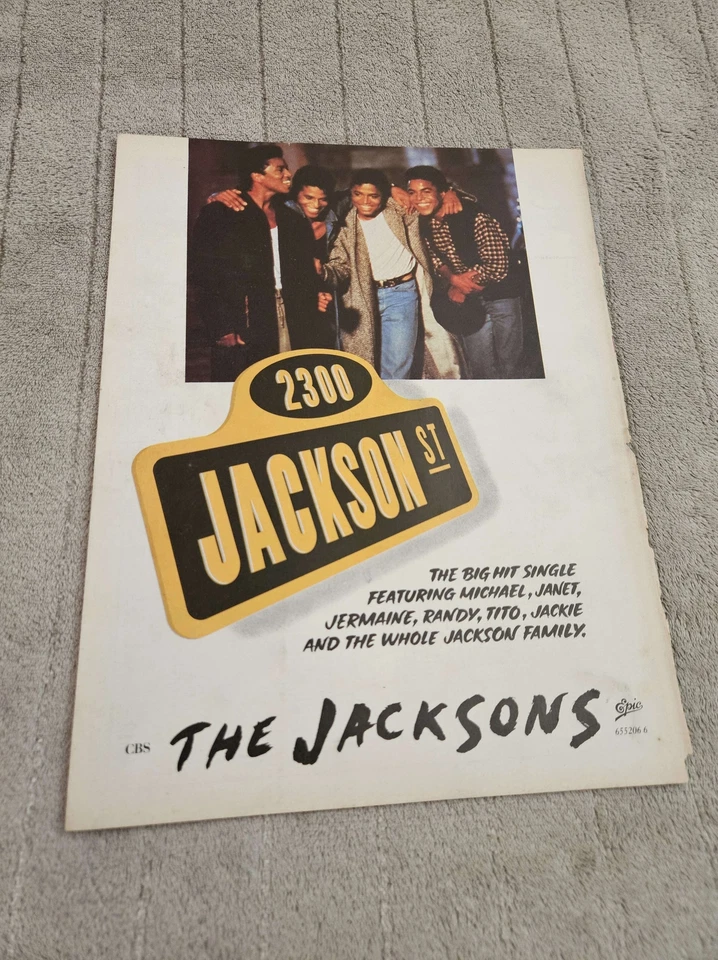 2300
JACKSON ST
THE BIG HIT SINGLE
FEATURING MICHAEL, JANET,
JERMAINE, RANDY, TITO, JACKIE
AND THE WHOLE JACKSON FAMILY.
CBS THE JACKSONS Epic
655206 6